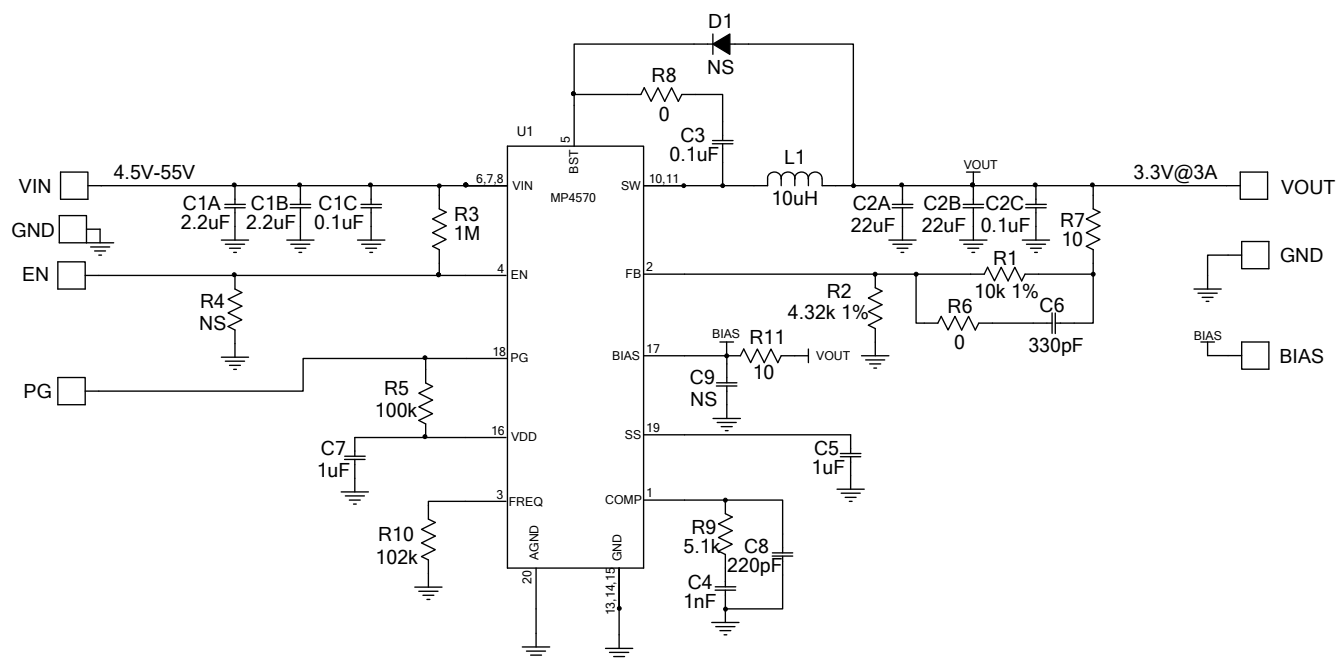 D1
NS
R8
0
C3
0.1uF
L1
10uH
U1
5
BST
MP4570
VIN
4.5V-55V
6,7,8
VIN
SW
10,11
VOUT
3.3V@3A
VOUT
C1A
2.2uF
C1B
2.2uF
C1C
0.1uF
R3
1M
C2A
22uF
C2B
22uF
C2C
0.1uF
R7
10
GND
GND
EN
4
EN
FB
2
R1
10k 1%
R4
NS
R2
4.32k 1%
R6
0
C6
330pF
18
PG
BIAS
17
BIAS
R11
10
VOUT
BIAS
BIAS
PG
R5
100k
C9
NS
16
VDD
SS
19
C7
1uF
C5
1uF
3
FREQ
COMP
1
R10
102k
R9
5.1k
C8
220pF
C4
1nF
AGND
GND
20
13,14,15